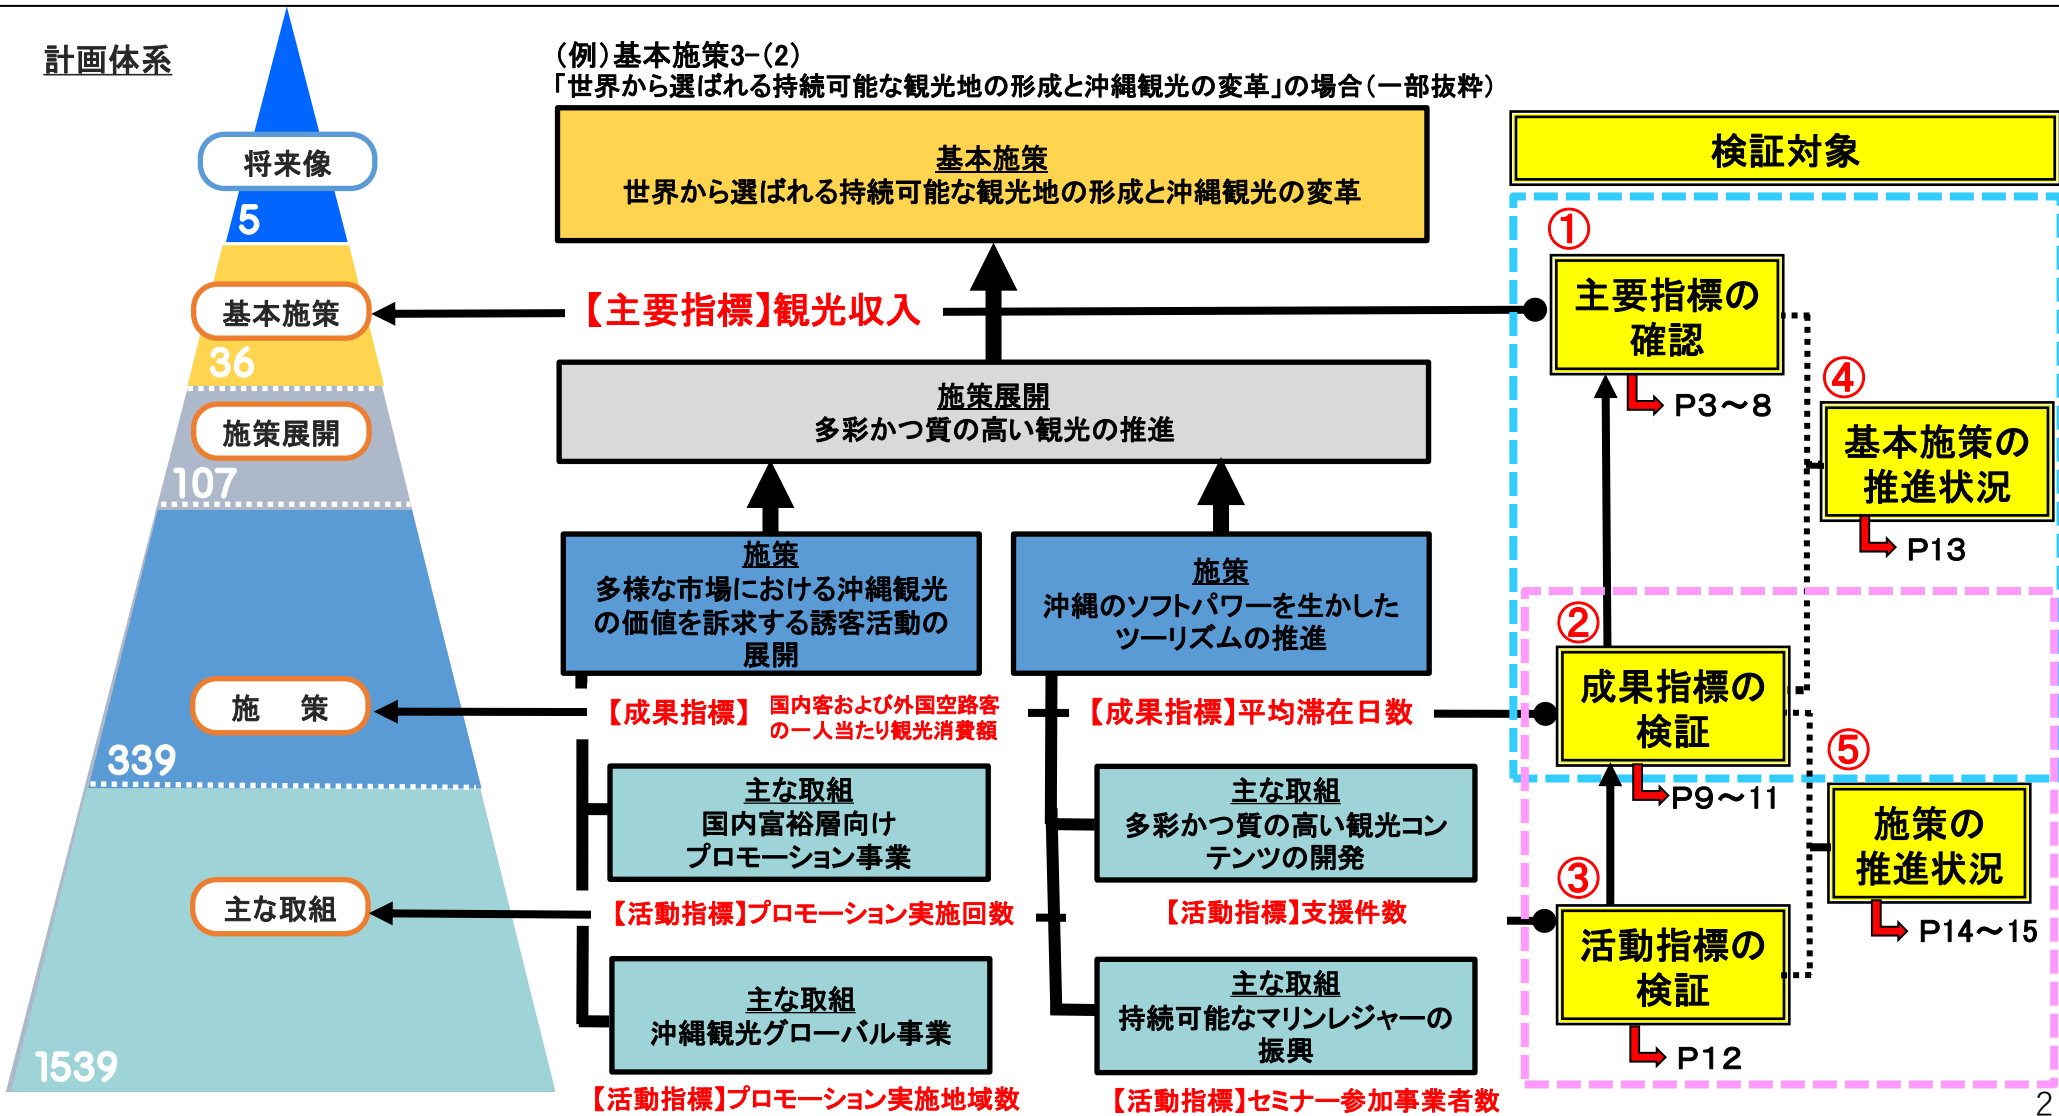 計画体系
将来像
5
基本施策
36
施策展開
107
施　策
339
主な取組
1539
(例)基本施策3-(2)
「世界から選ばれる持続可能な観光地の形成と沖縄観光の変革」の場合(一部抜粋)
基本施策
世界から選ばれる持続可能な観光地の形成と沖縄観光の変革
【主要指標】観光収入
施策展開
多彩かつ質の高い観光の推進
施策
多様な市場における沖縄観光
の価値を訴求する誘客活動の
展開
施策
沖縄のソフトパワーを生かした
ツーリズムの推進
【成果指標】
国内客および外国空路客
の一人当たり観光消費額
【成果指標】平均滞在日数
主な取組
国内富裕層向け
プロモーション事業
主な取組
多彩かつ質の高い観光コン
テンツの開発
【活動指標】プロモーション実施回数
【活動指標】支援件数
主な取組
沖縄観光グローバル事業
主な取組
持続可能なマリンレジャーの
振興
【活動指標】プロモーション実施地域数
【活動指標】セミナー参加事業者数
検証対象
①
主要指標の
確認
P3~8
④
基本施策の
推進状況
P13
②
成果指標の
検証
P9~11
⑤
施策の
推進状況
P14~15
③
活動指標の
検証
P12
2